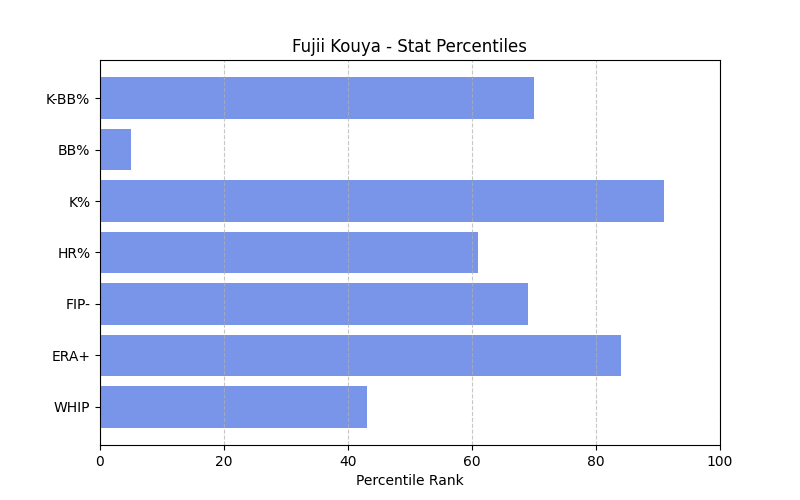 Fujii Kouya - Stat Percentiles
K-BB%
BB%
K%
HR%
FIP-
ERA+
WHIP
0 20 40 60 80 100
Percentile Rank